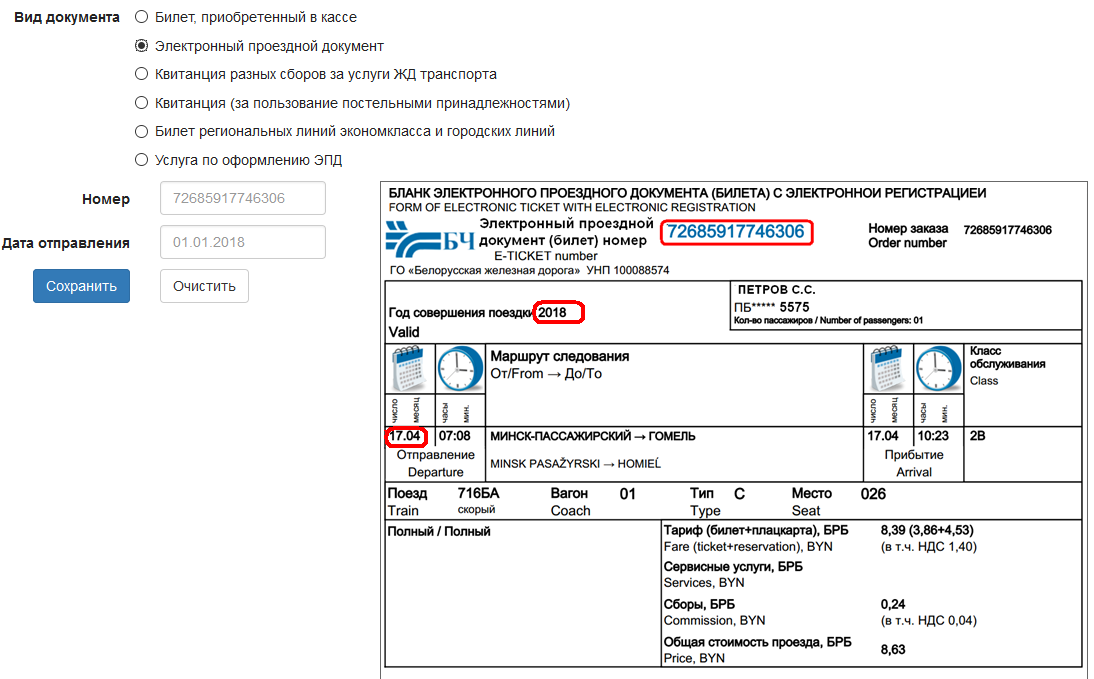 Вид документа
Билет, приобретенный в кассе
Электронный проездной документ
Квитанция разных сборов за услуги ЖД транспорта
Квитанция (за пользование постельными принадлежностями)
Билет региональных линий экономкласса и городских линий
Услуга по оформлению ЭПД
Номер
72685917746306
Дата отправления
01.01.2018
Сохранить
Очистить
БЛАНК ЭЛЕКТРОННОГО ПРОЕЗДНОГО ДОКУМЕНТА (БИЛЕТА) С ЭЛЕКТРОННОИ РЕГИСТРАЦИЕИ
FORM OF ELECTRONIC TICKET WITH ELECTRONIC REGISTRATION
БЧ
Электронный проездной
документ (билет) номер
E-TICKET number
72685917746306
Номер заказа
Order number
72685917746306
ГО «Белорусская железная дорога» УНП 100088574
Год совершения поездки 2018
Valid
ПЕТРОВ С.С.
ПБ***** 5575
Кол-во пассажиров / Number of passengers: 01
число
месяц
часы
мин.
Маршрут следования
От/From → До/To
число
месяц
часы
мин.
Класс
обслуживания
Class
17.04
07:08
МИНСК-ПАССАЖИРСКИЙ → ГОМЕЛЬ
17.04
10:23
2В
Отправление
Departure
MINSK PASAŽYRSKI → HOMIEĹ
Прибытие
Arrival
Поезд 716БА Вагон 01 Тип С Место 026
Train скорый Coach Type Seat
Полный / Полный
Тариф (билет+плацкарта), БРБ 8,39 (3,86+4,53)
Fare (ticket+reservation), BYN (в т.ч. НДС 1,40)
Сервисные услуги, БРБ
Services, BYN
Сборы, БРБ 0,24
Commission, BYN (в т.ч. НДС 0,04)
Общая стоимость проезда, БРБ 8,63
Price, BYN